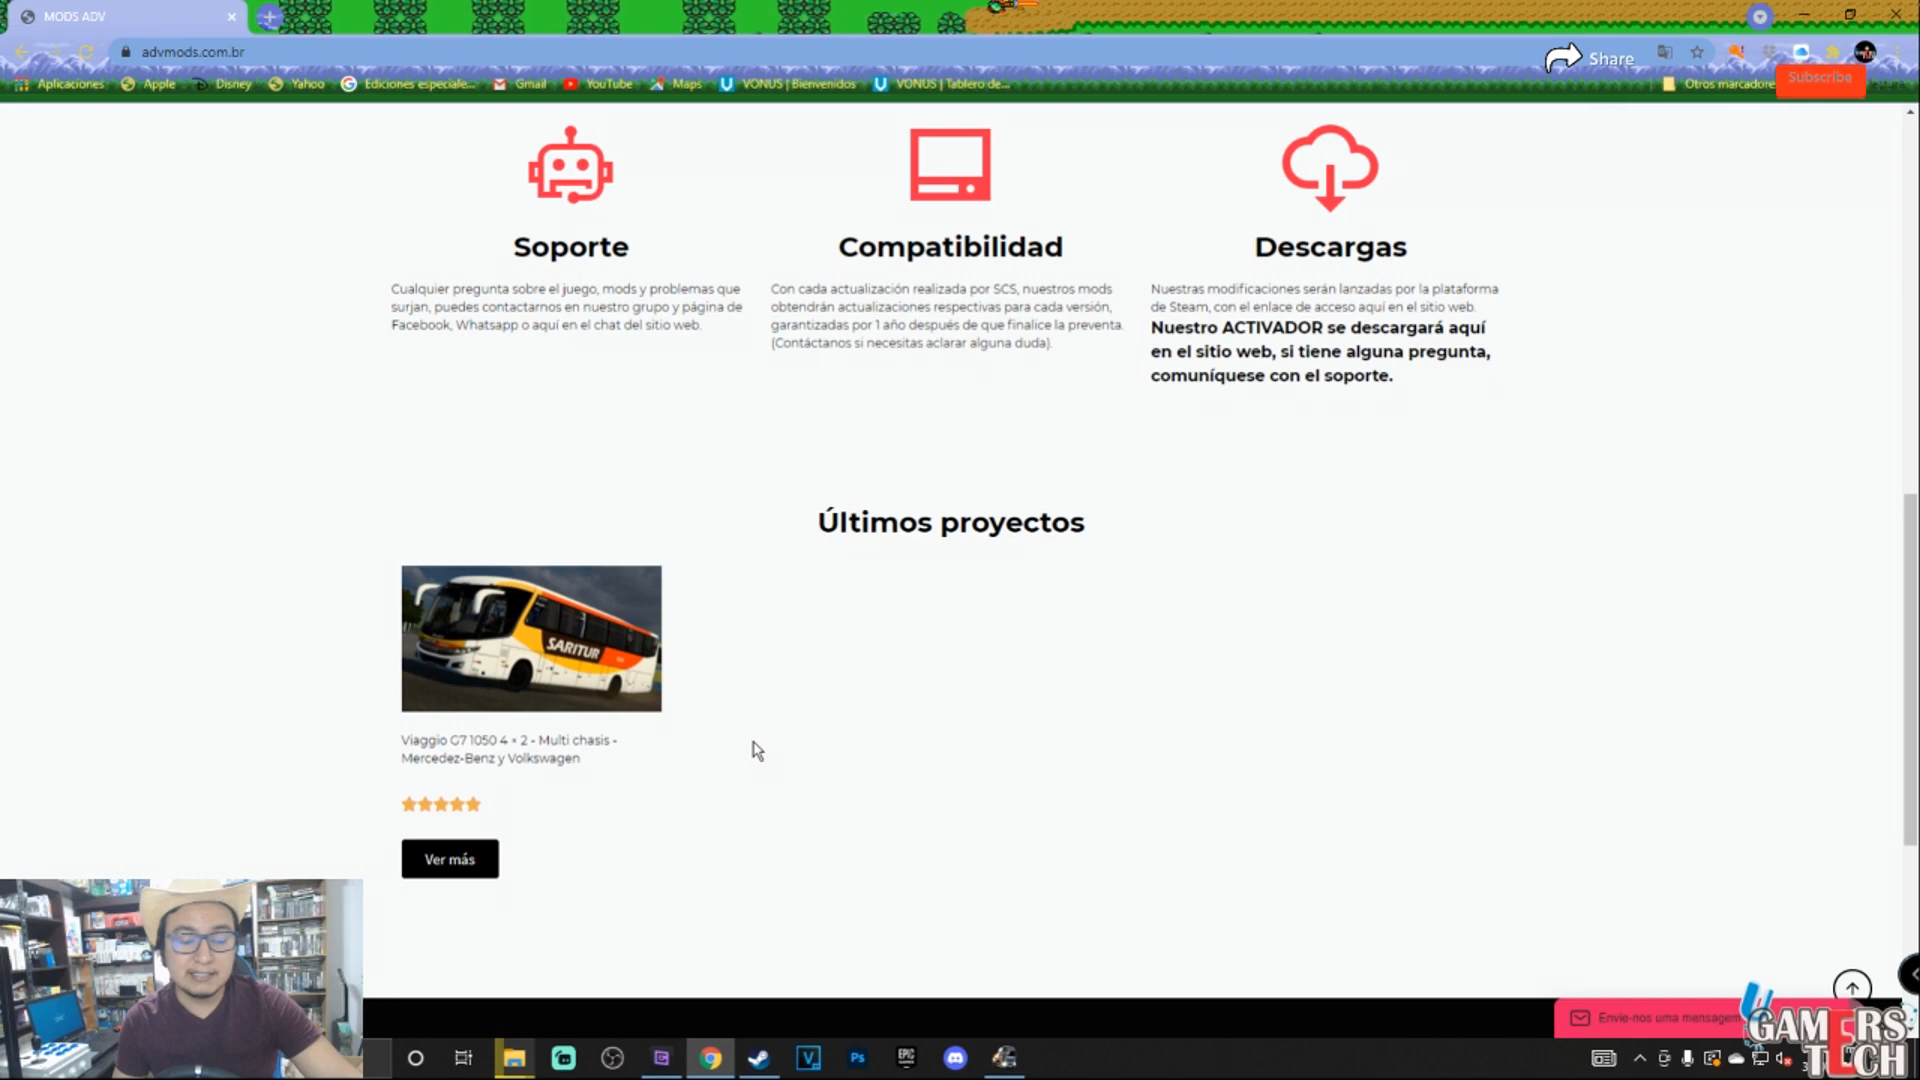 MODS ADV
advmods.com.br
Share
Aplicaciones
Apple
Disney
Yahoo
Ediciones especiale...
Gmail
YouTube
Maps
VONUS | Bienvenidos
VONUS | Tablero de...
Otros marcadores
Subscribe
Soporte
Cualquier pregunta sobre el juego, mods y problemas que
surjan, puedes contactarnos en nuestro grupo y página de
Facebook, Whatsapp o aquí en el chat del sitio web.
Compatibilidad
Con cada actualización realizada por SCS, nuestros mods
obtendrán actualizaciones respectivas para cada versión,
garantizadas por 1 año después de que finalice la preventa.
(Contáctanos si necesitas aclarar alguna duda).
Descargas
Nuestras modificaciones serán lanzadas por la plataforma
de Steam, con el enlace de acceso aquí en el sitio web.
Nuestro ACTIVADOR se descargará aquí
en el sitio web, si tiene alguna pregunta,
comuníquese con el soporte.
Últimos proyectos
SARITUR
Viaggio G7 1050 4 × 2 - Multi chasis -
Mercedez-Benz y Volkswagen
Ver más
Envie-nos uma mensagem
GAMERS
TECH